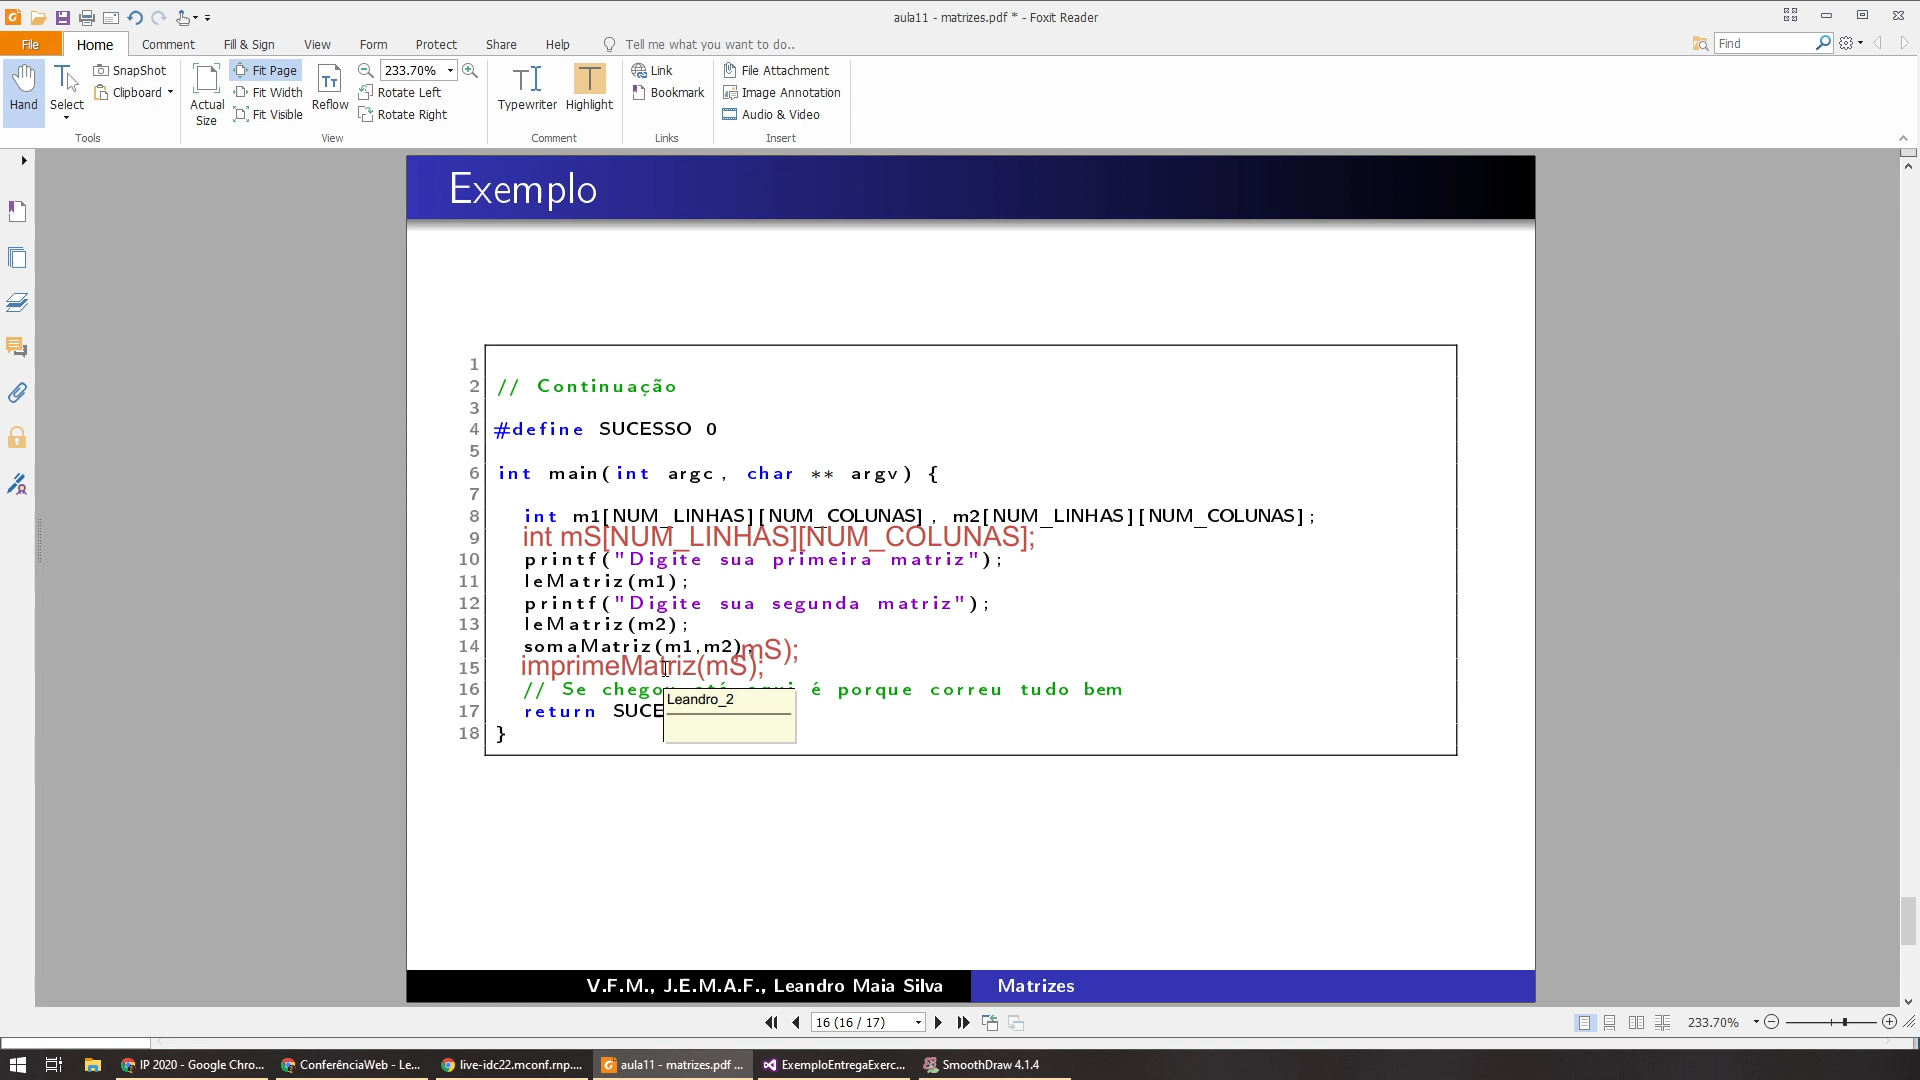 aula11 - matrizes.pdf * - Foxit Reader
File Home Comment Fill & Sign View Form Protect Share Help Tell me what you want to do.. Find
Hand Select SnapShot Clipboard Tools
Actual Size Fit Page Fit Width Fit Visible Reflow 233.70% Rotate Left Rotate Right View
Typewriter Highlight Comment
Link Bookmark Links
File Attachment Image Annotation Audio & Video Insert
Exemplo
1
2 // Continuação
3
4 #define SUCESSO 0
5
6 int main(int argc, char ** argv) {
7
8 int m1[NUM_LINHAS][NUM_COLUNAS], m2[NUM_LINHAS][NUM_COLUNAS];
9 int mS[NUM_LINHAS][NUM_COLUNAS];
10 printf("Digite sua primeira matriz");
11 leMatriz(m1);
12 printf("Digite sua segunda matriz");
13 leMatriz(m2);
14 somaMatriz(m1,m2); ,mS);
15 imprimeMatriz(mS);
16 // Se chegou é porque correu tudo bem
17 return SUCE
18 }
Leandro_2
V.F.M., J.E.M.A.F., Leandro Maia Silva Matrizes
16 (16 / 17) 233.70%
IP 2020 - Google Chro... ConferênciaWeb - Le... live-idc22.mconf.rnp.... aula11 - matrizes.pdf ... ExemploEntregaExerc... SmoothDraw 4.1.4